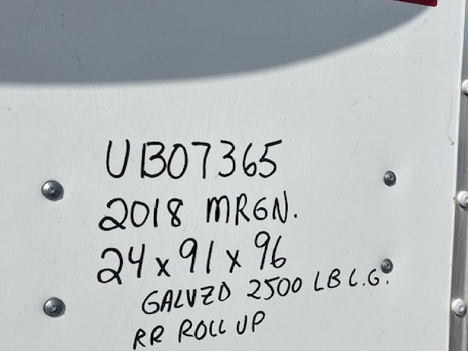 UB07365
2018 MRGN.
24 x 91 x 96
GALVZD 2500 LB L.G.
RR ROLL UP